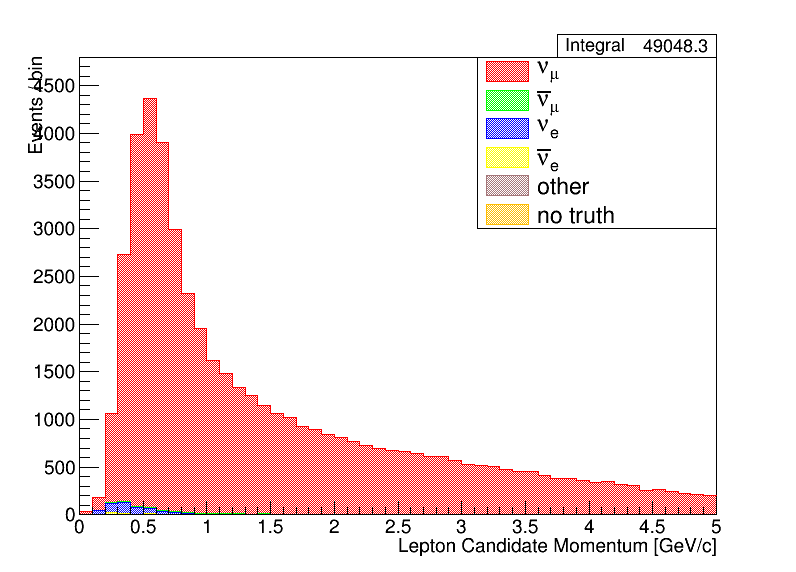 Integral 49048.3
Events / bin
ν_μ
ν̅_μ
ν_e
ν̅_e
other
no truth
4500
4000
3500
3000
2500
2000
1500
1000
500
0
0 0.5 1 1.5 2 2.5 3 3.5 4 4.5 5
Lepton Candidate Momentum [GeV/c]